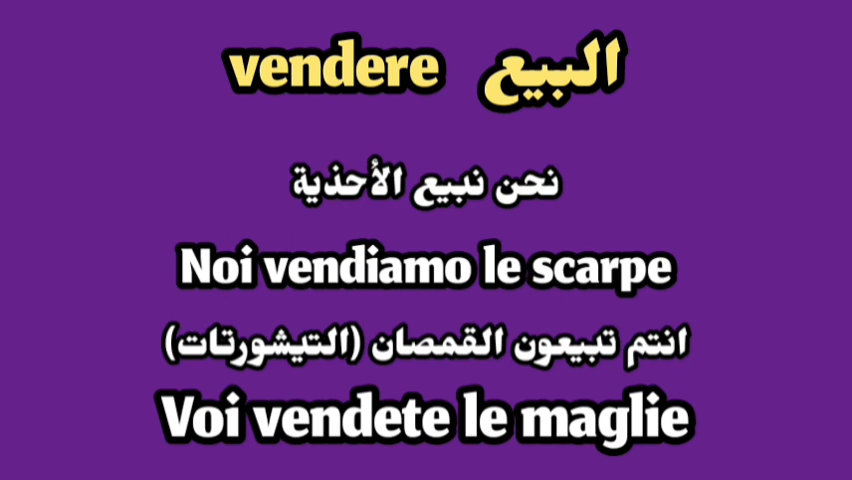 vendere البيع
نحن نبيع الأحذية
Noi vendiamo le scarpe
انتم تبيعون القمصان (التيشورتات)
Voi vendete le maglie